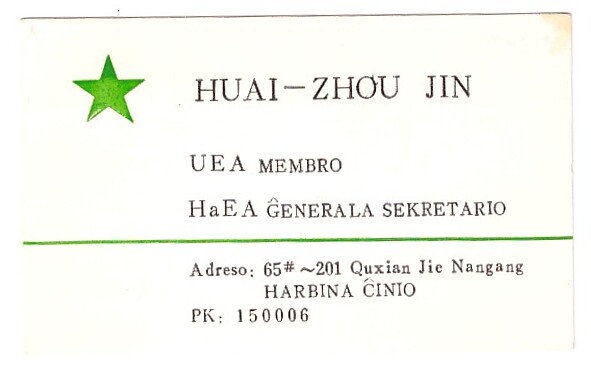 HUAI-ZHOU JIN
UEA MEMBRO
HaEA ĜENERALA SEKRETARIO
Adreso: 65# ~201 Quxian Jie Nangang
HARBINA ĈINIO
PK: 150006